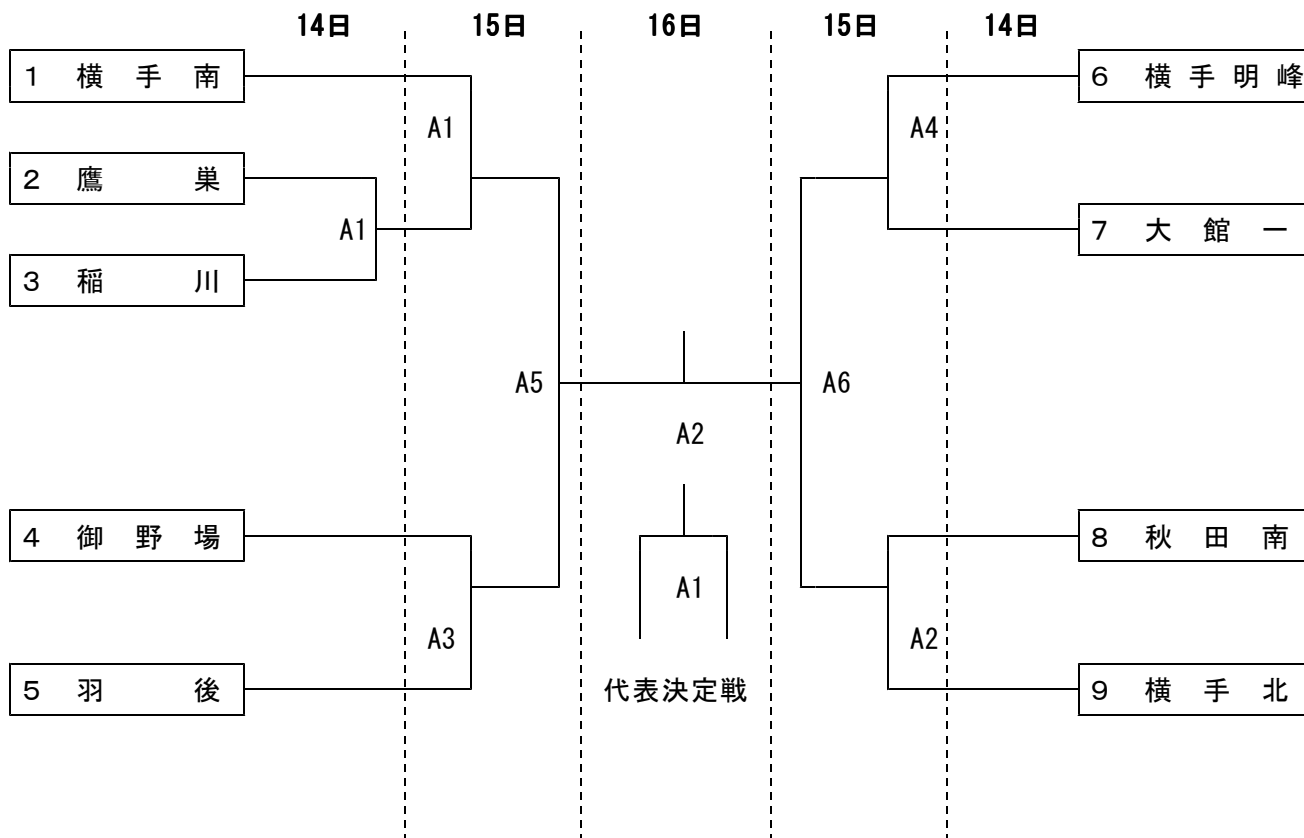 14日 15日 16日 15日 14日
1 横手南 6 横手明峰
A1 A4
2 鷹巣
A1 7 大館一
3 稲川
A5 A6
A2
4 御野場 8 秋田南
A1
A3 A2
5 羽後 代表決定戦 9 横手北